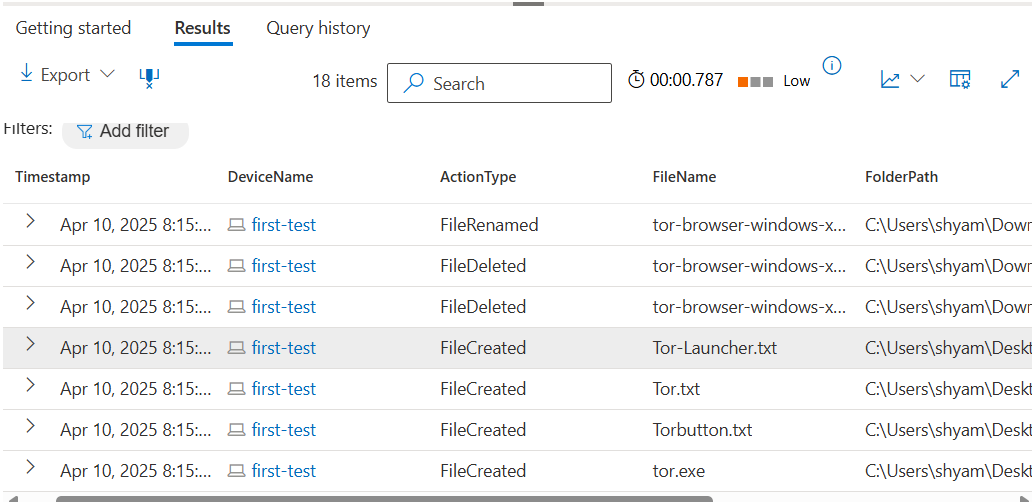 Getting started Results Query history
Export 18 items Search 00:00.787 Low
Filters: Add filter
Timestamp DeviceName ActionType FileName FolderPath
Apr 10, 2025 8:15:... first-test FileRenamed tor-browser-windows-x... C:\Users\shyam\Dow
Apr 10, 2025 8:15:... first-test FileDeleted tor-browser-windows-x... C:\Users\shyam\Dow
Apr 10, 2025 8:15:... first-test FileDeleted tor-browser-windows-x... C:\Users\shyam\Dow
Apr 10, 2025 8:15:... first-test FileCreated Tor-Launcher.txt C:\Users\shyam\Deskt
Apr 10, 2025 8:15:... first-test FileCreated Tor.txt C:\Users\shyam\Deskt
Apr 10, 2025 8:15:... first-test FileCreated Torbutton.txt C:\Users\shyam\Deskt
Apr 10, 2025 8:15:... first-test FileCreated tor.exe C:\Users\shyam\Deskt